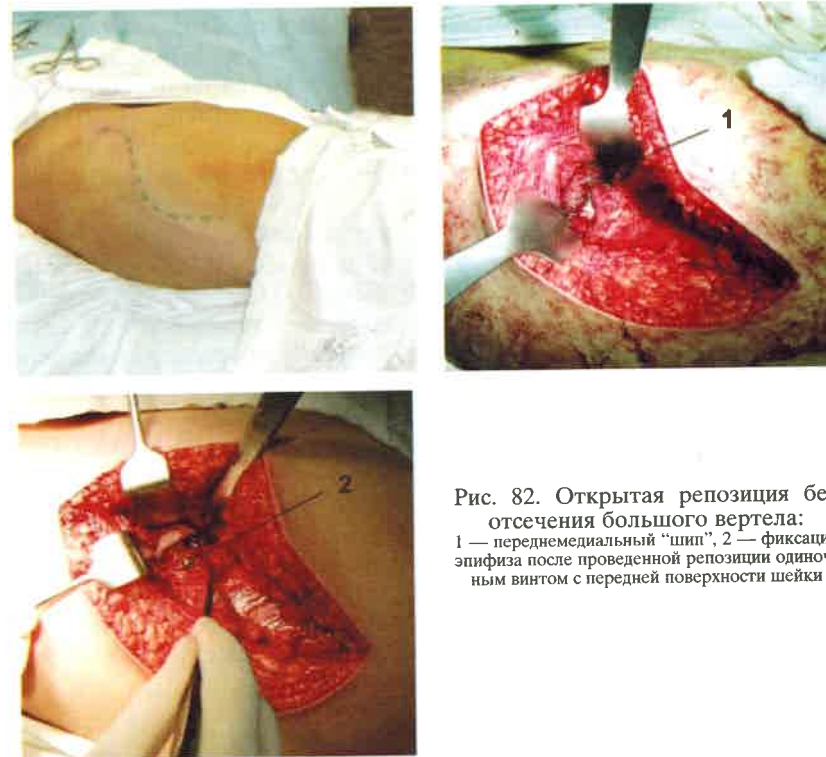 1
2
Рис. 82. Открытая репозиция бе
отсечения большого вертела:
1 — переднемедиальный “шип”, 2 — фиксаци
эпифиза после проведенной репозиции одиноч
ным винтом с передней поверхности шейки